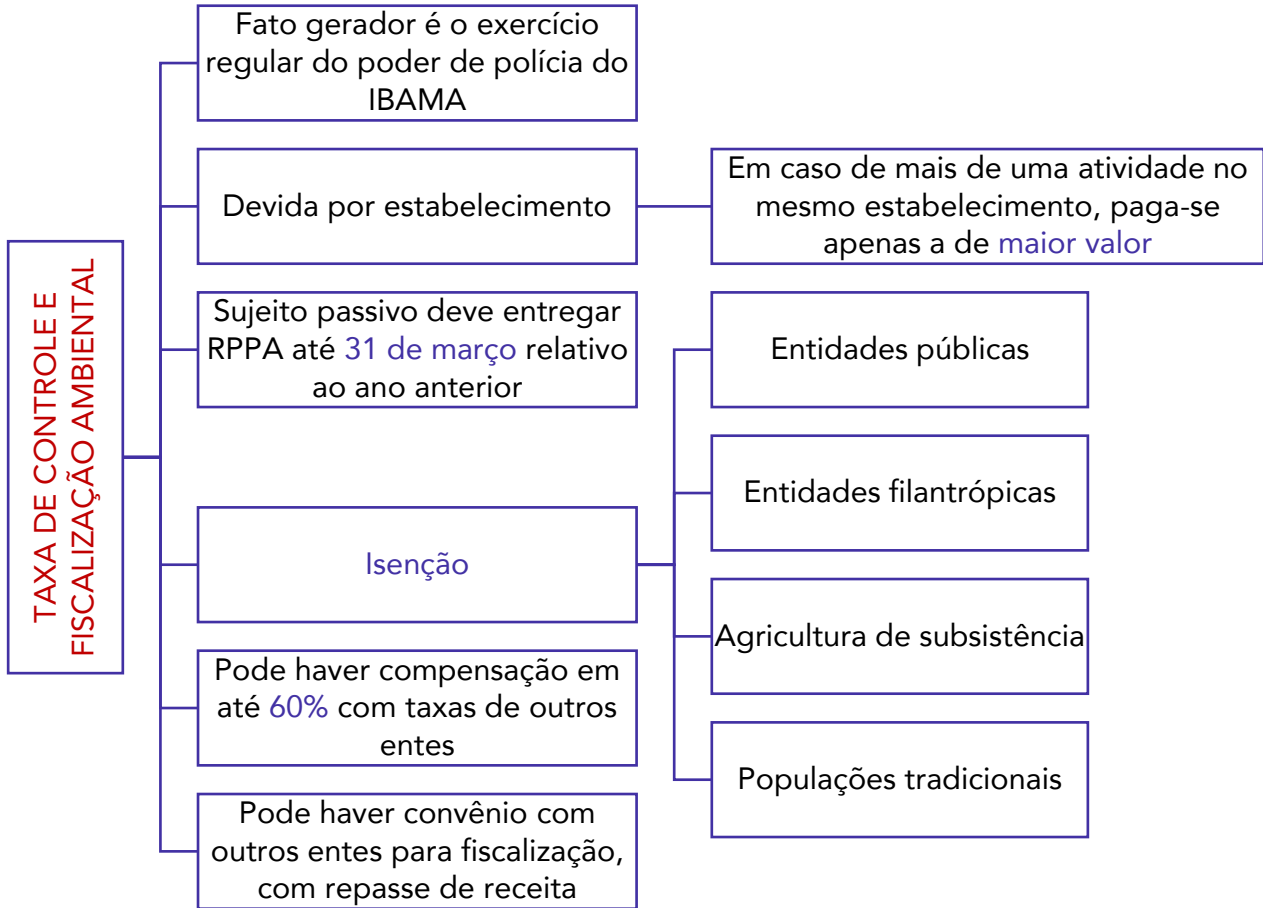 TAXA DE CONTROLE E
FISCALIZAÇÃO AMBIENTAL
Fato gerador é o exercício
regular do poder de polícia do
IBAMA
Devida por estabelecimento
Em caso de mais de uma atividade no
mesmo estabelecimento, paga-se
apenas a de maior valor
Sujeito passivo deve entregar
RPPA até 31 de março relativo
ao ano anterior
Isenção
Entidades públicas
Entidades filantrópicas
Agricultura de subsistência
Populações tradicionais
Pode haver compensação em
até 60% com taxas de outros
entes
Pode haver convênio com
outros entes para fiscalização,
com repasse de receita